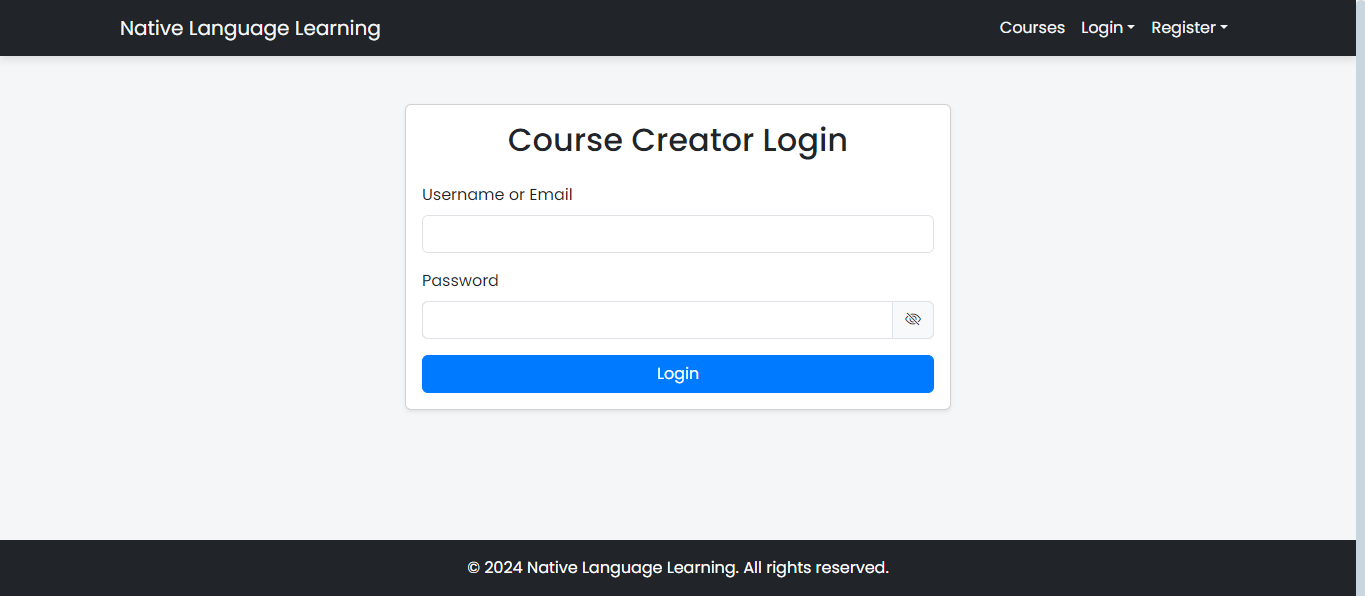 Native Language Learning
Courses Login Register
Course Creator Login
Username or Email
Password
Login
© 2024 Native Language Learning. All rights reserved.